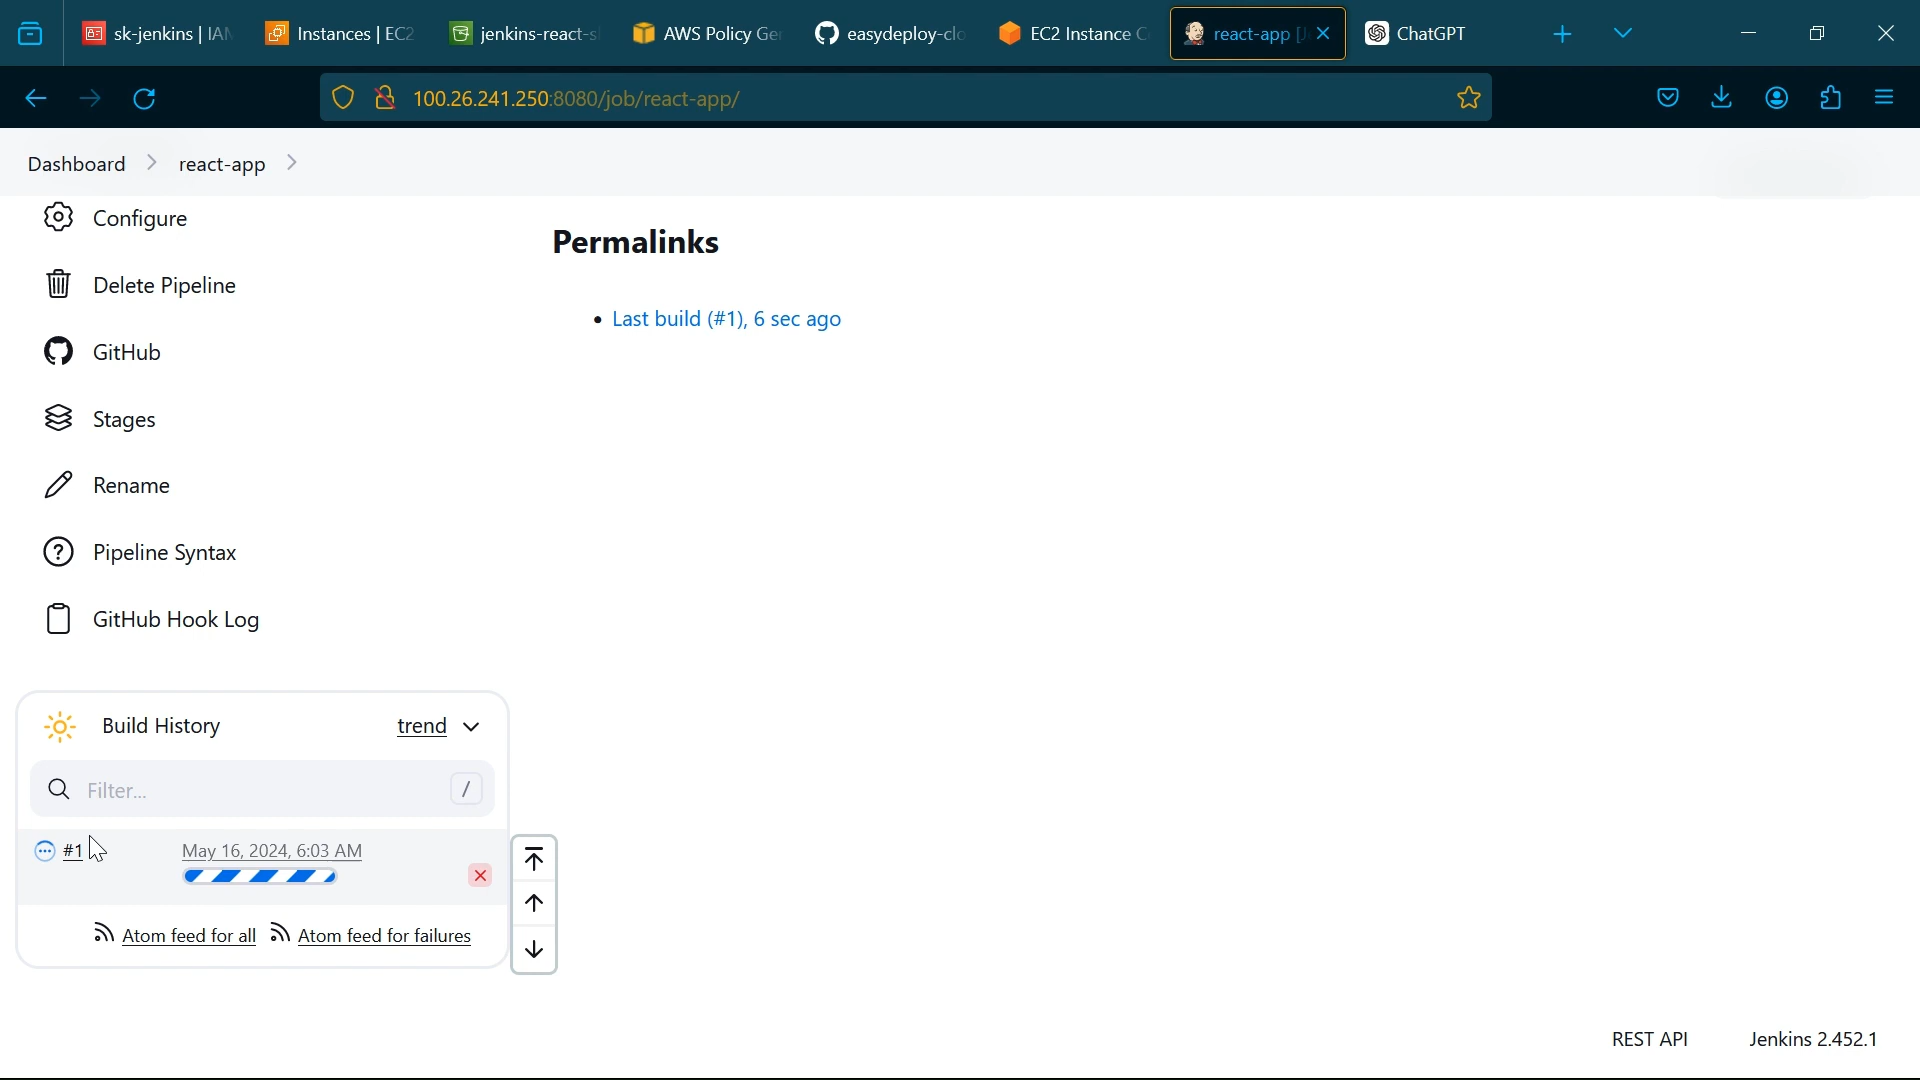 sk-jenkins | IAM
Instances | EC2
jenkins-react-s
AWS Policy Ge
easydeploy-clo
EC2 Instance C
react-app [J
ChatGPT
100.26.241.250:8080/job/react-app/
Dashboard
react-app
Configure
Permalinks
Delete Pipeline
Last build (#1), 6 sec ago
GitHub
Stages
Rename
Pipeline Syntax
GitHub Hook Log
Build History
trend
Filter...
/
#1
May 16, 2024, 6:03 AM
Atom feed for all
Atom feed for failures
REST API
Jenkins 2.452.1